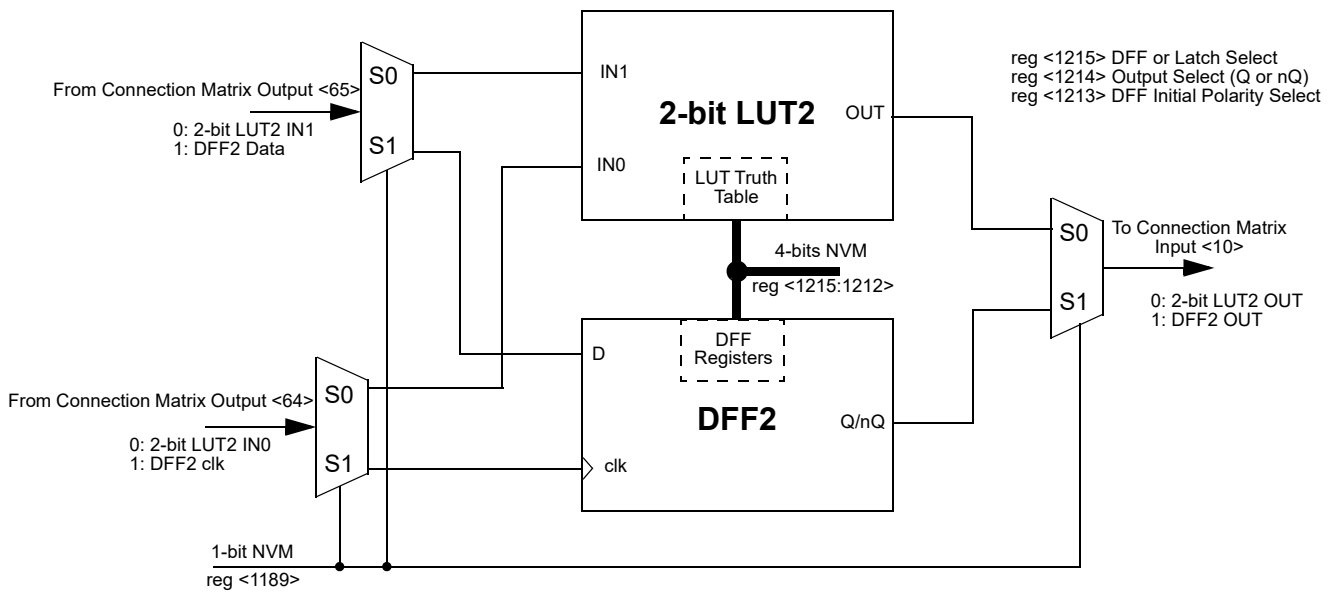 From Connection Matrix Output <65>
0: 2-bit LUT2 IN1
1: DFF2 Data
S0
S1
IN1
IN0
2-bit LUT2
OUT
LUT Truth
Table
reg <1215> DFF or Latch Select
reg <1214> Output Select (Q or nQ)
reg <1213> DFF Initial Polarity Select
4-bits NVM
reg <1215:1212>
S0
S1
To Connection Matrix
Input <10>
0: 2-bit LUT2 OUT
1: DFF2 OUT
From Connection Matrix Output <64>
0: 2-bit LUT2 IN0
1: DFF2 clk
S0
S1
D
clk
DFF
Registers
DFF2
Q/nQ
1-bit NVM
reg <1189>